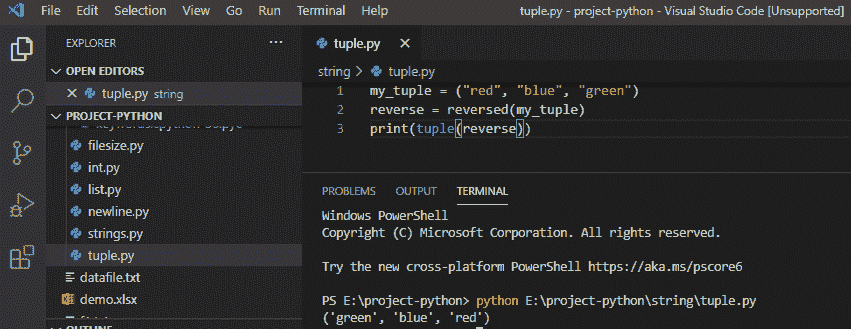 File Edit Selection View Go Run Terminal Help
tuple.py - project-python - Visual Studio Code [Unsupported]
EXPLORER
OPEN EDITORS
tuple.py string
PROJECT-PYTHON
filesize.py
int.py
list.py
newline.py
strings.py
tuple.py
datafile.txt
demo.xlsx
OUTLINE
tuple.py
string > tuple.py
1 my_tuple = ("red", "blue", "green")
2 reverse = reversed(my_tuple)
3 print(tuple(reverse))
PROBLEMS OUTPUT TERMINAL
Windows PowerShell
Copyright (C) Microsoft Corporation. All rights reserved.
Try the new cross-platform PowerShell https://aka.ms/pscore6
PS E:\project-python> python E:\project-python\string\tuple.py
('green', 'blue', 'red')